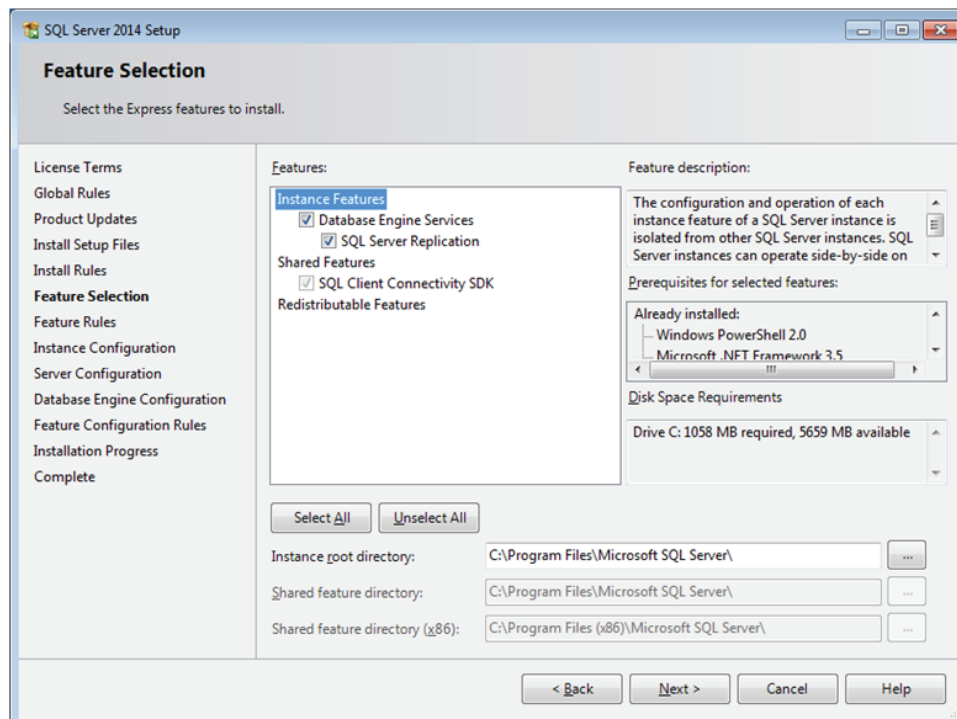 SQL Server 2014 Setup
Feature Selection
Select the Express features to install.
License Terms
Global Rules
Product Updates
Install Setup Files
Install Rules
Feature Selection
Feature Rules
Instance Configuration
Server Configuration
Database Engine Configuration
Feature Configuration Rules
Installation Progress
Complete
Features:
Instance Features
Database Engine Services
SQL Server Replication
Shared Features
SQL Client Connectivity SDK
Redistributable Features
Feature description:
The configuration and operation of each
instance feature of a SQL Server instance is
isolated from other SQL Server instances. SQL
Server instances can operate side-by-side on
Prerequisites for selected features:
Already installed:
Windows PowerShell 2.0
Microsoft .NET Framework 3.5
Disk Space Requirements
Drive C: 1058 MB required, 5659 MB available
Select All
Unselect All
Instance root directory:
C:\Program Files\Microsoft SQL Server\
...
Shared feature directory:
C:\Program Files\Microsoft SQL Server\
...
Shared feature directory (x86):
C:\Program Files (x86)\Microsoft SQL Server\
...
< Back
Next >
Cancel
Help